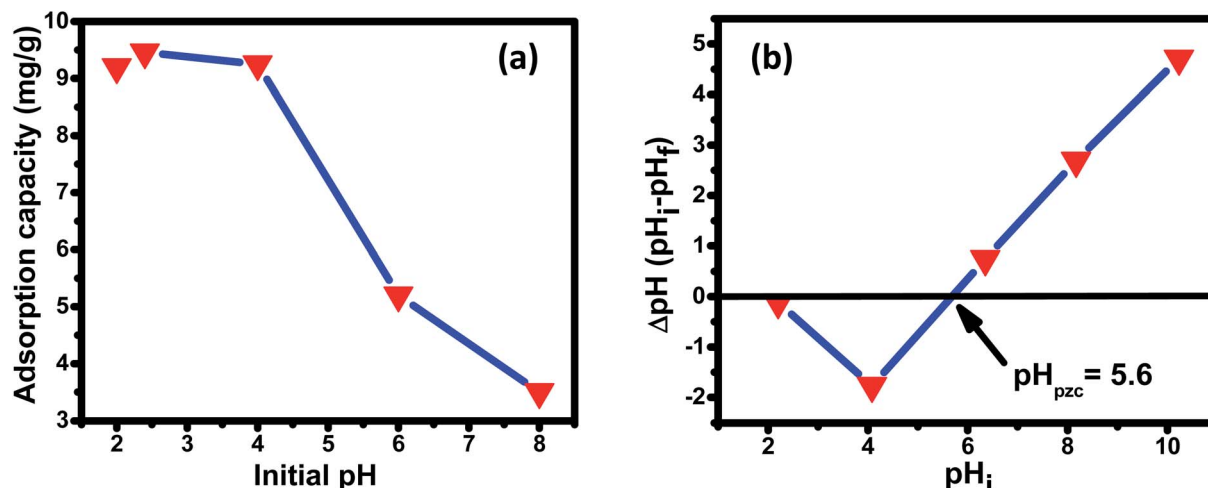 (a)
Adsorption capacity (mg/g)
10
9
8
7
6
5
4
3
2 3 4 5 6 7 8
Initial pH
(b)
ΔpH (pHi-pHf)
5
4
3
2
1
0
-1
-2
pHpzc= 5.6
2 4 6 8 10
pHi